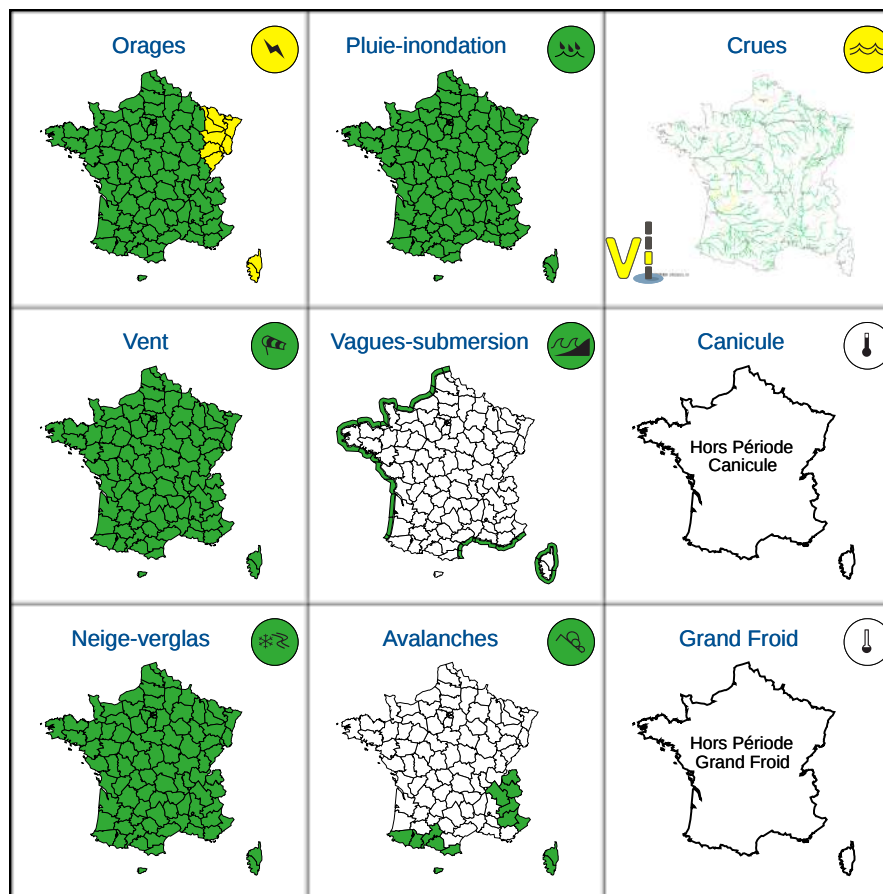 Orages
Pluie-inondation
Crues
Vent
Vagues-submersion
Canicule
Hors Période
Canicule
Neige-verglas
Avalanches
Grand Froid
Hors Période
Grand Froid